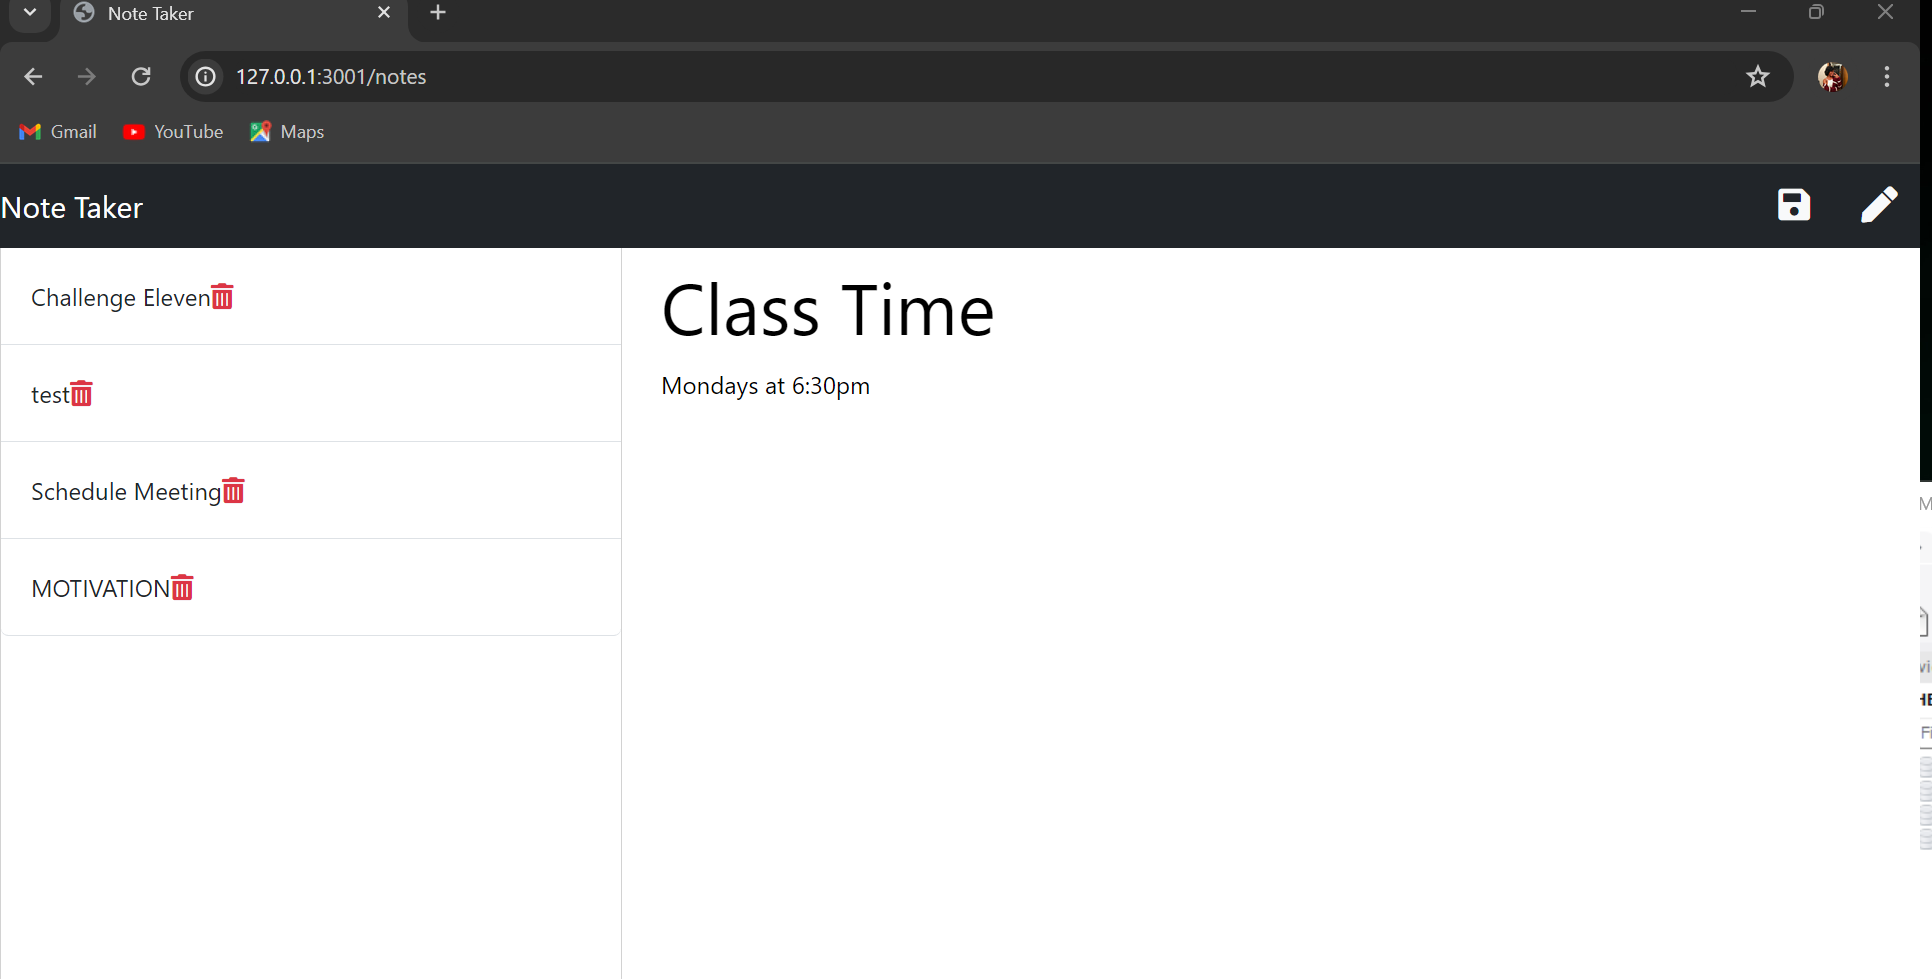 Note Taker
127.0.0.1:3001/notes
Gmail YouTube Maps
Note Taker
Challenge Eleven
test
Schedule Meeting
MOTIVATION
Class Time
Mondays at 6:30pm